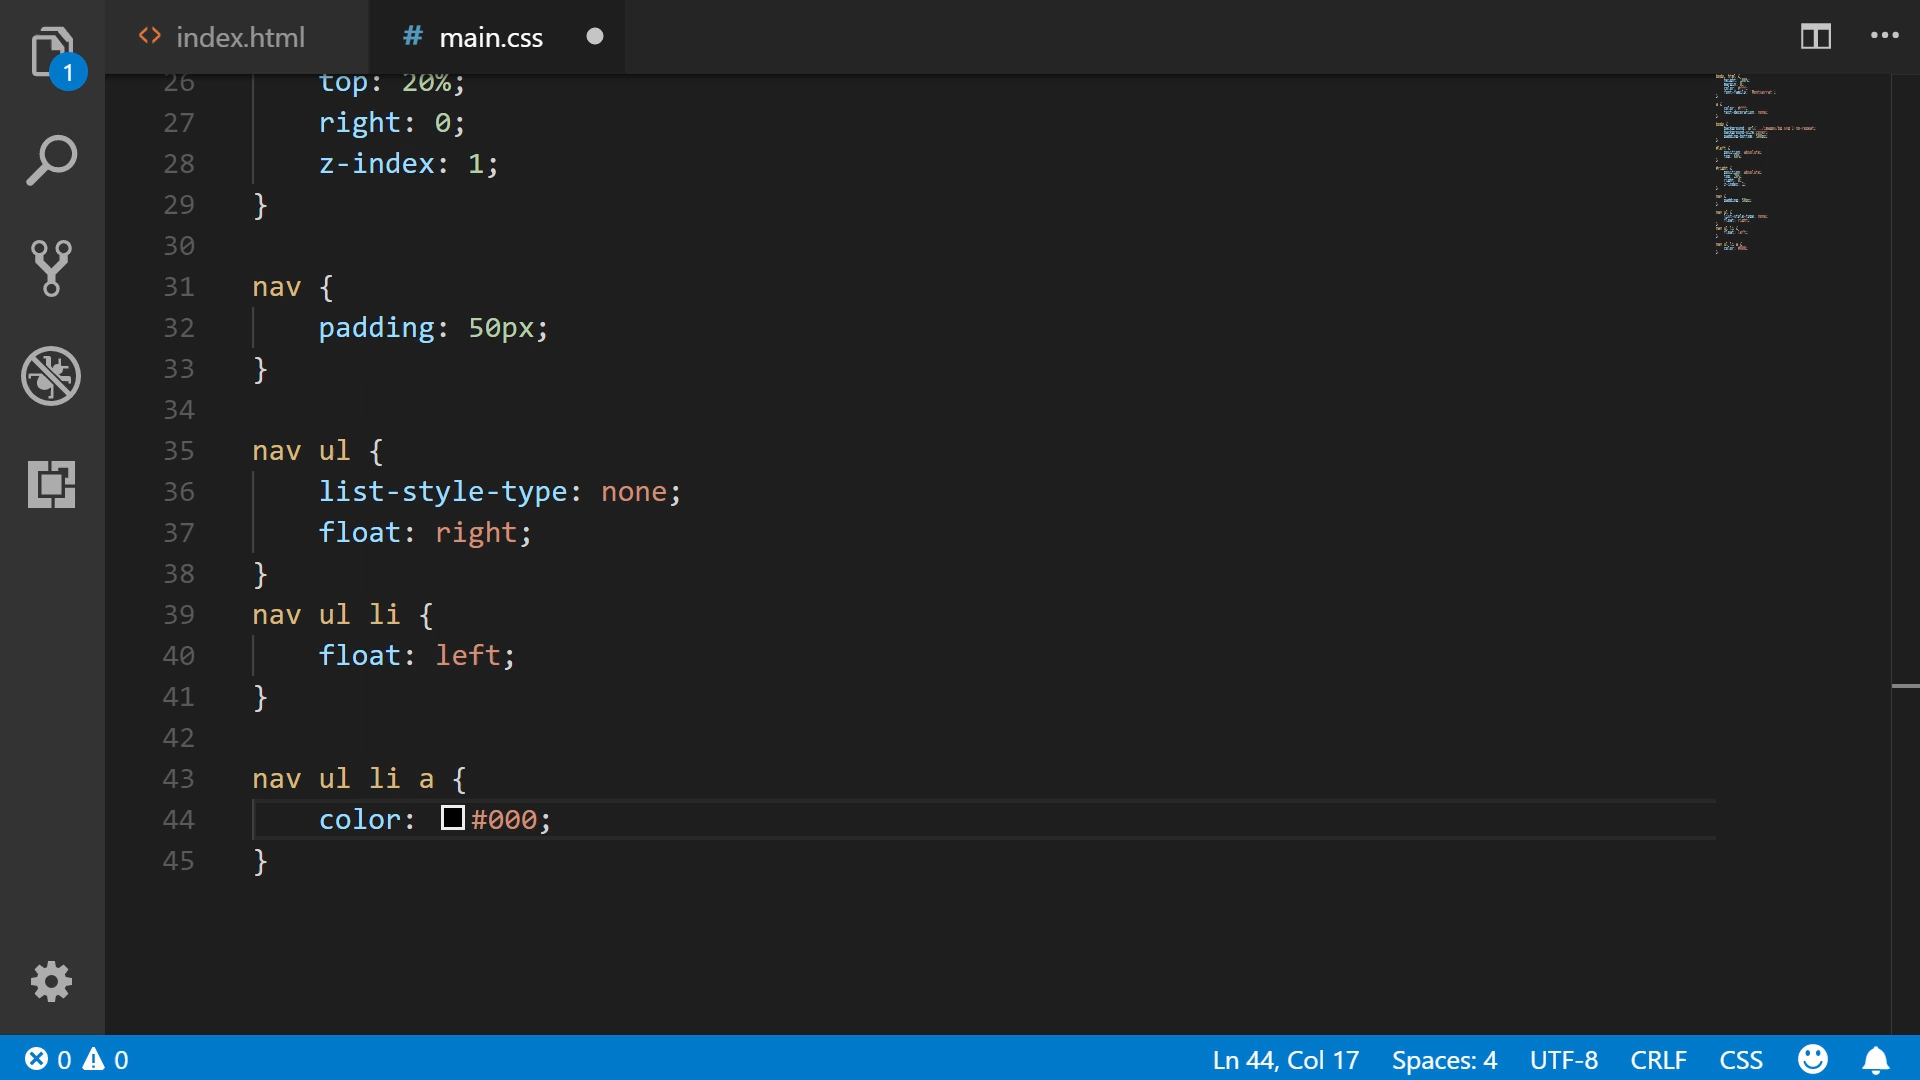 index.html
main.css
1
26 top: 20%;
27 right: 0;
28 z-index: 1;
29 }
30
31 nav {
32 padding: 50px;
33 }
34
35 nav ul {
36 list-style-type: none;
37 float: right;
38 }
39 nav ul li {
40 float: left;
41 }
42
43 nav ul li a {
44 color: #000;
45 }
0 0 Ln 44, Col 17 Spaces: 4 UTF-8 CRLF CSS